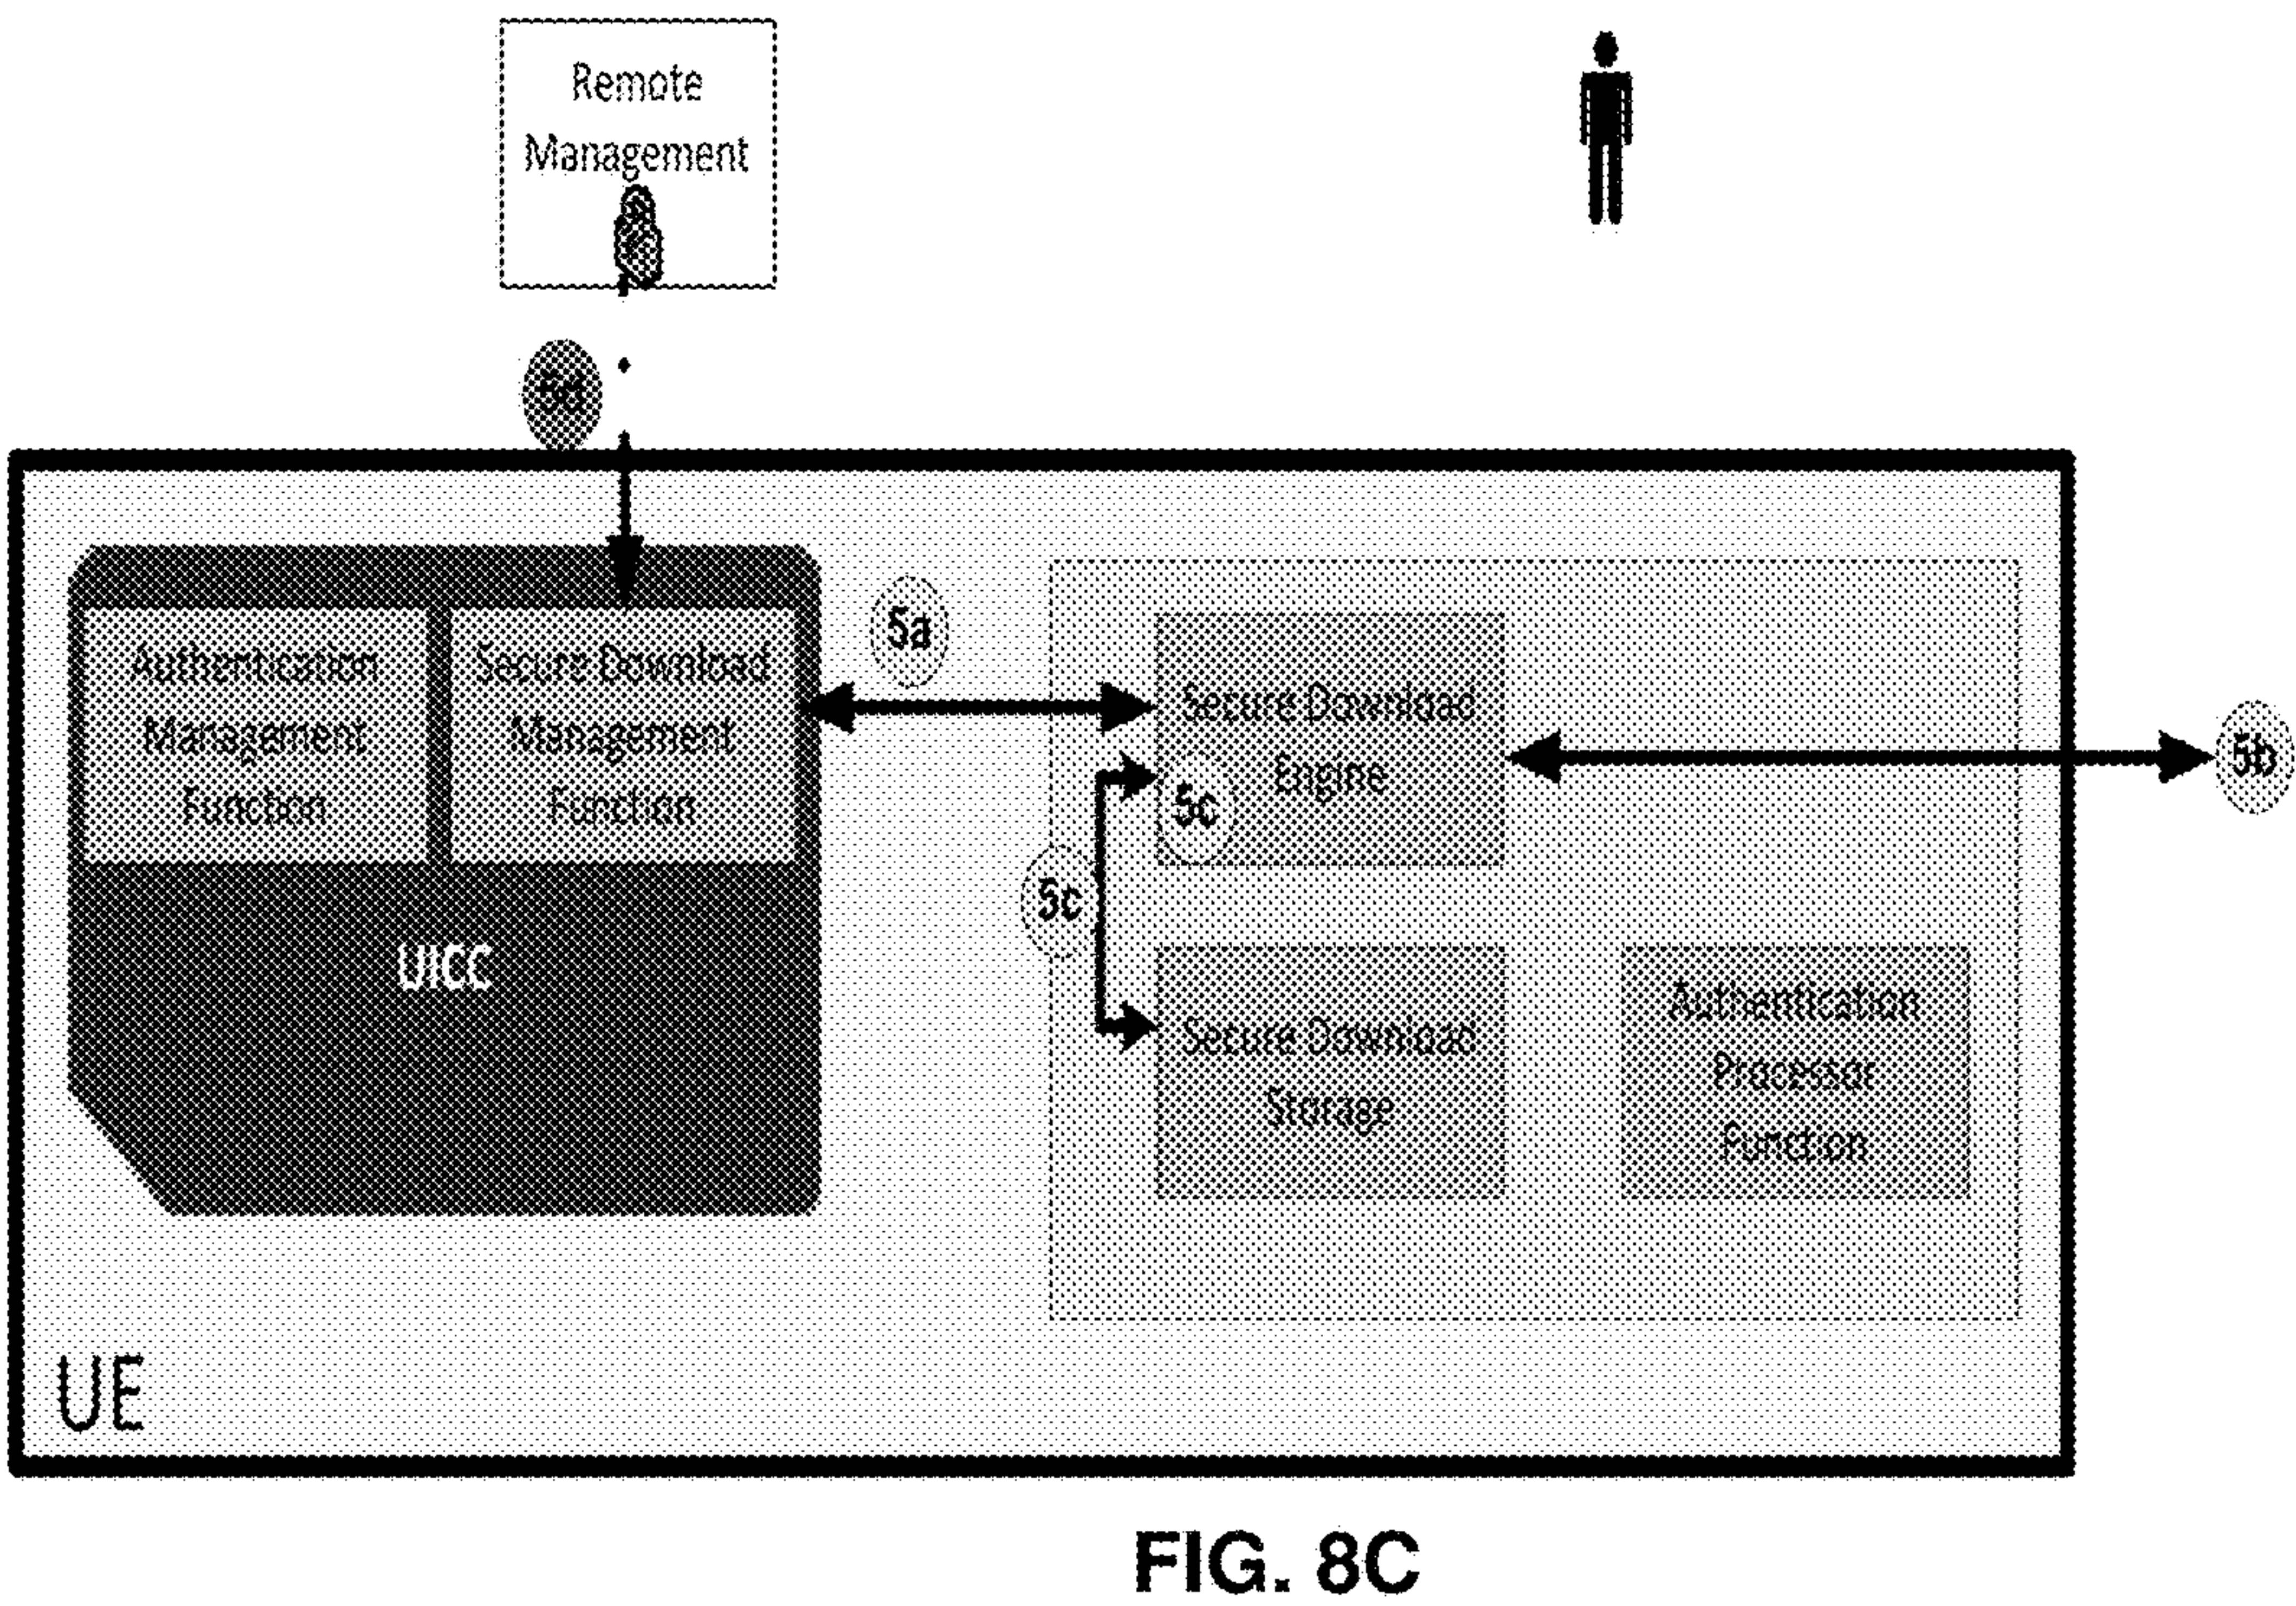 Remote
Management
5d
Authentication
Management
Function
Secure Download
Management
Function
UICC
5a
Secure Download
Engine
5c
5c
5b
Secure Download
Storage
Authentication
Processor
Function
UE
FIG. 8C